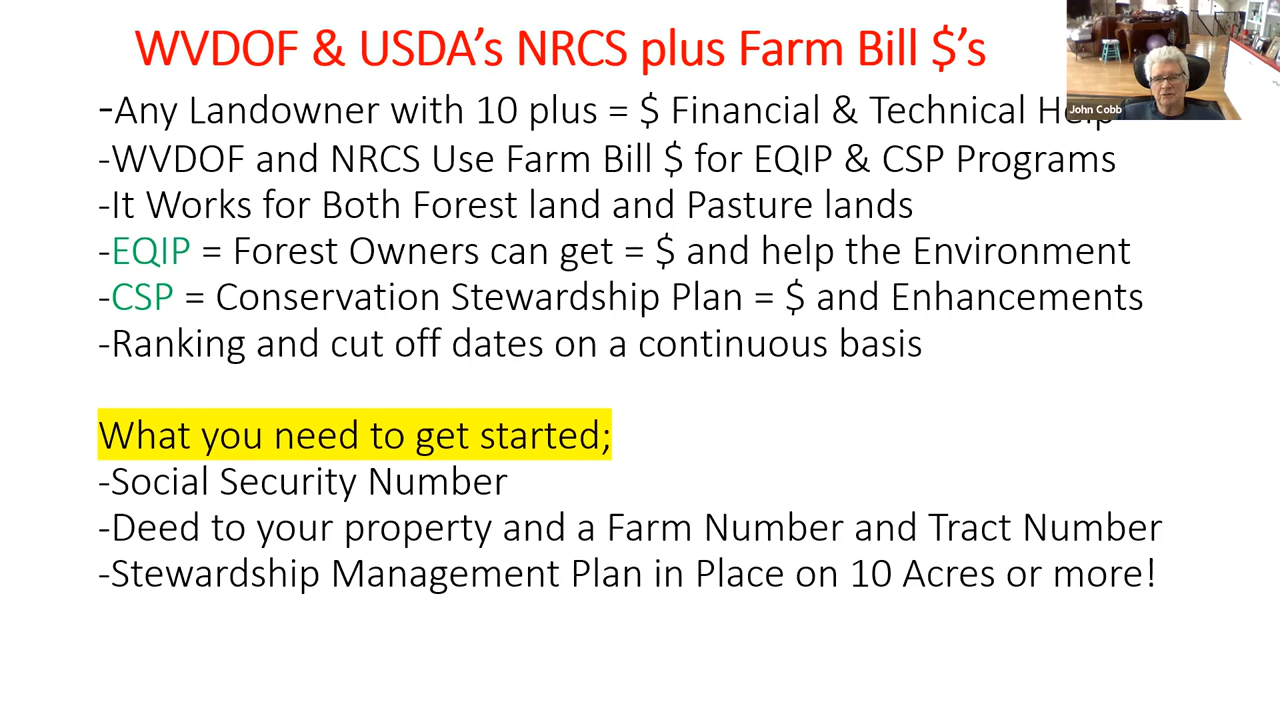 WVDOF & USDA’s NRCS plus Farm Bill $’s
-Any Landowner with 10 plus = $ Financial & Technical Help
John Cobb
-WVDOF and NRCS Use Farm Bill $ for EQIP & CSP Programs
-It Works for Both Forest land and Pasture lands
-EQIP = Forest Owners can get = $ and help the Environment
-CSP = Conservation Stewardship Plan = $ and Enhancements
-Ranking and cut off dates on a continuous basis
What you need to get started;
-Social Security Number
-Deed to your property and a Farm Number and Tract Number
-Stewardship Management Plan in Place on 10 Acres or more!